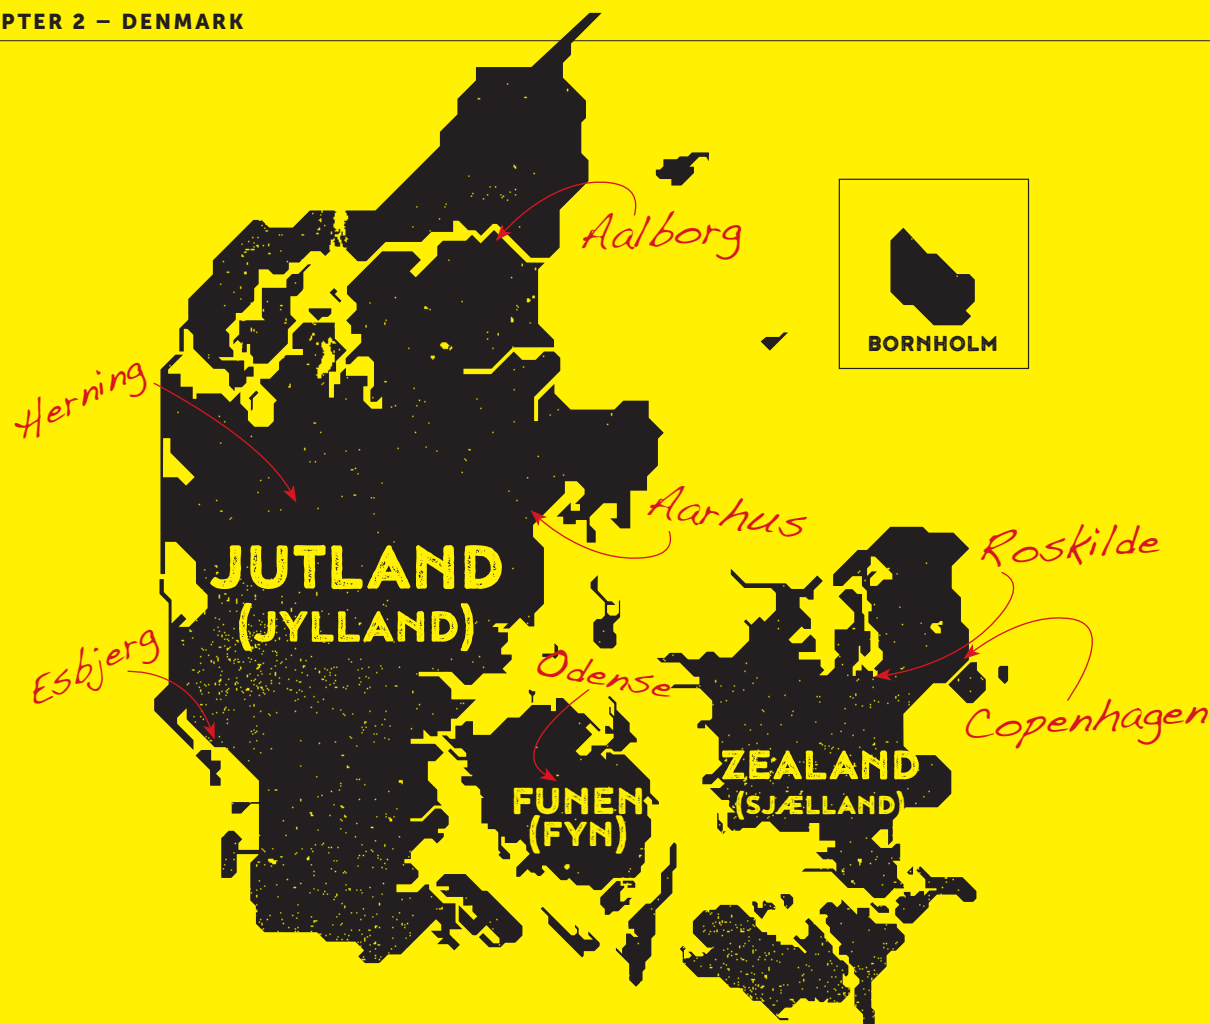 PTER 2 – DENMARK
Aalborg
BORNHOLM
Herning
Aarhus
Roskilde
JUTLAND
(JYLLAND)
Esbjerg
Odense
Copenhagen
ZEALAND
(SJÆLLAND)
FUNEN
(FYN)